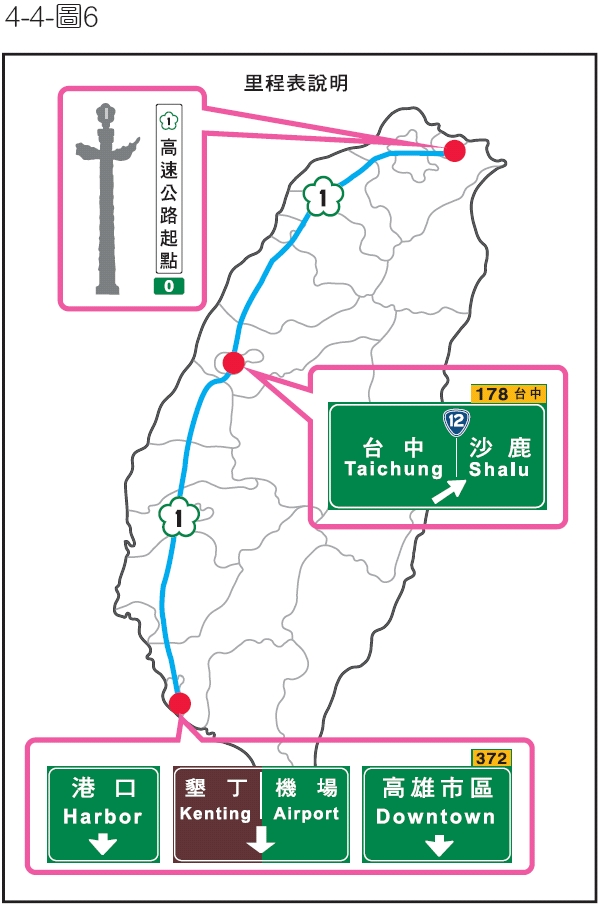 4-4-圖6
里程表說明
1
1
高速公路起點
0
1
178 台中
12
台中 沙鹿
Taichung Shalu
1
372
港口
Harbor
墾丁 機場
Kenting Airport
高雄市區
Downtown